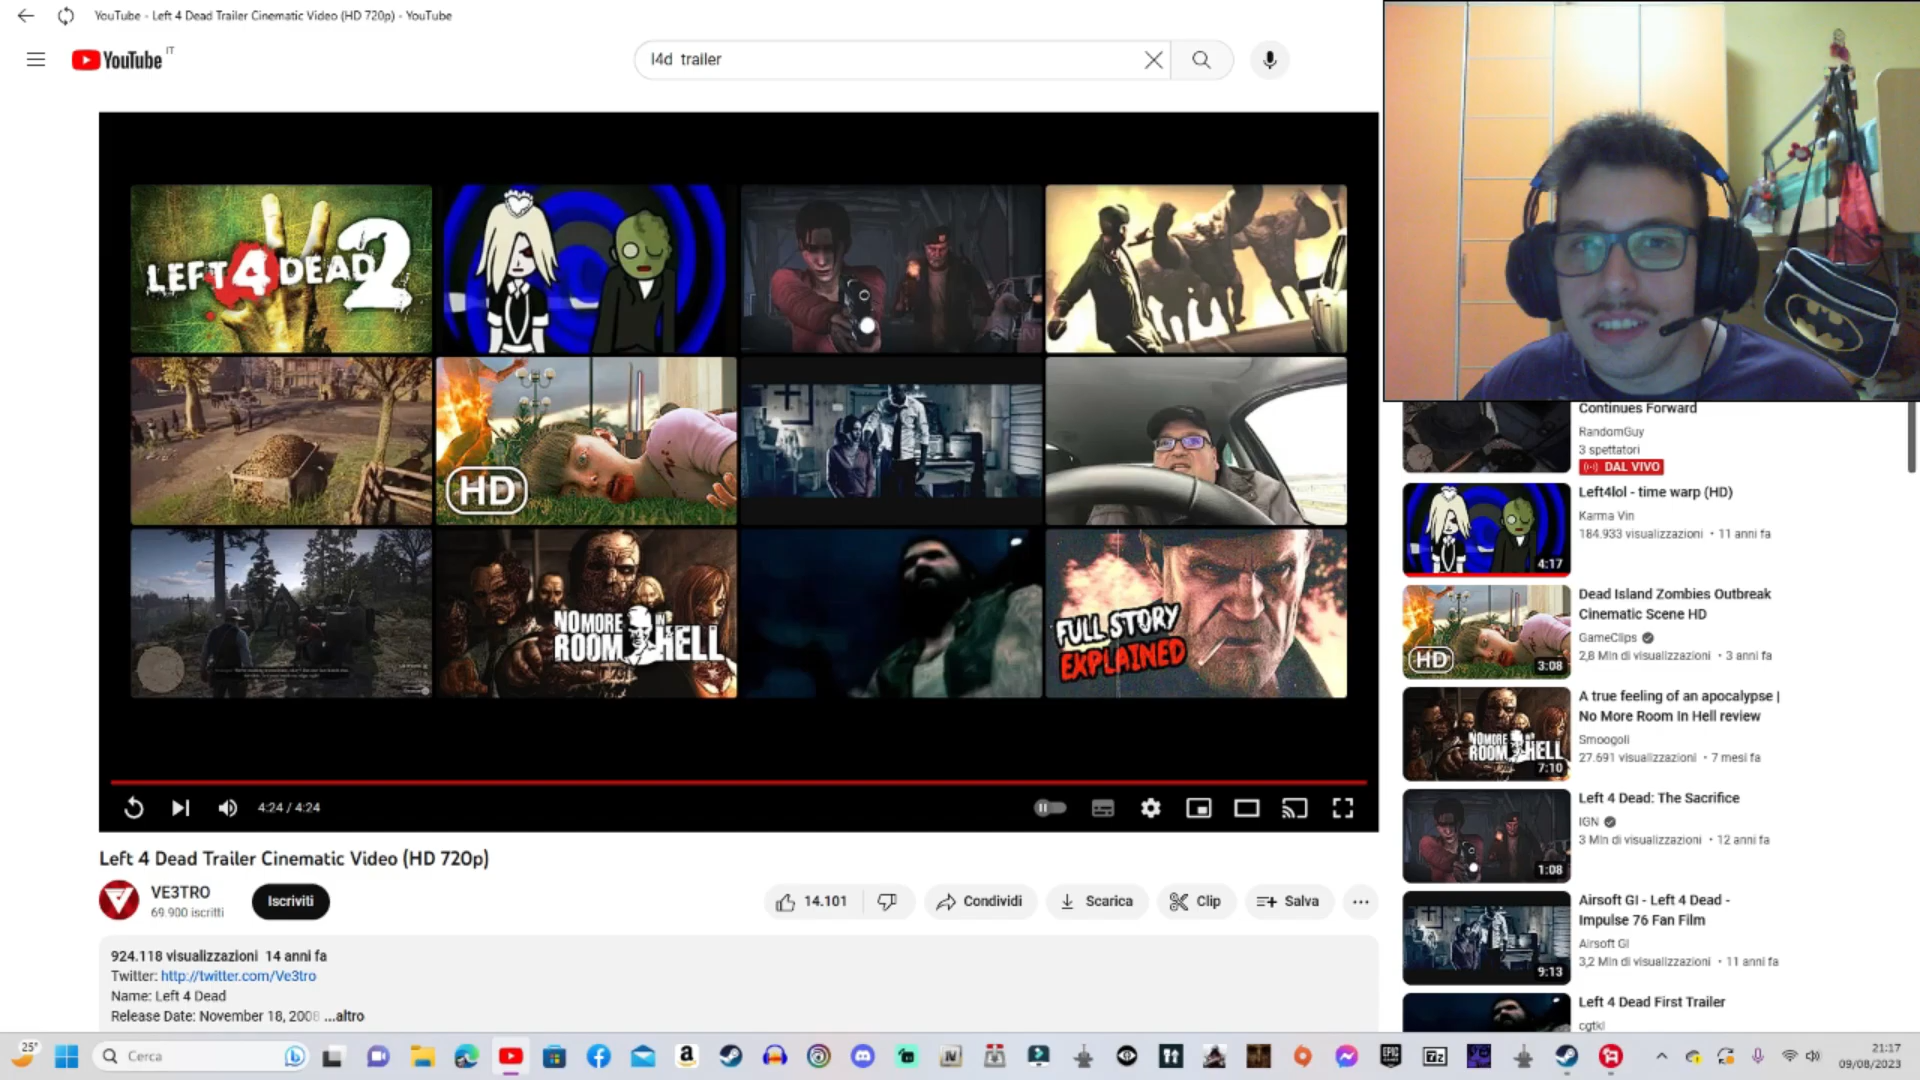 YouTube - Left 4 Dead Trailer Cinematic Video (HD 720p) - YouTube
YouTube IT
l4d trailer
LEFT 4 DEAD 2
HD
NO MORE ROOM IN HELL
FULL STORY EXPLAINED
4:24 / 4:24
Left 4 Dead Trailer Cinematic Video (HD 720p)
VE3TRO
69.900 iscritti
Iscriviti
14.101
Condividi
Scarica
Clip
Salva
924.118 visualizzazioni 14 anni fa
Twitter: http://twitter.com/Ve3tro
Name: Left 4 Dead
Release Date: November 18, 2008 ...altro
Continues Forward
RandomGuy
3 spettatori
DAL VIVO
4:17
Left4lol - time warp (HD)
Karma Vin
184.933 visualizzazioni • 11 anni fa
HD
3:08
Dead Island Zombies Outbreak
Cinematic Scene HD
GameClips
2,8 Mln di visualizzazioni • 3 anni fa
NO MORE ROOM IN HELL
7:10
A true feeling of an apocalypse |
No More Room In Hell review
Smoogoli
27.691 visualizzazioni • 7 mesi fa
1:08
Left 4 Dead: The Sacrifice
IGN
3 Mln di visualizzazioni • 12 anni fa
9:13
Airsoft GI - Left 4 Dead -
Impulse 76 Fan Film
Airsoft GI
3,2 Mln di visualizzazioni • 11 anni fa
Left 4 Dead First Trailer
cgtkl
25°
Cerca
21:17
09/08/2023